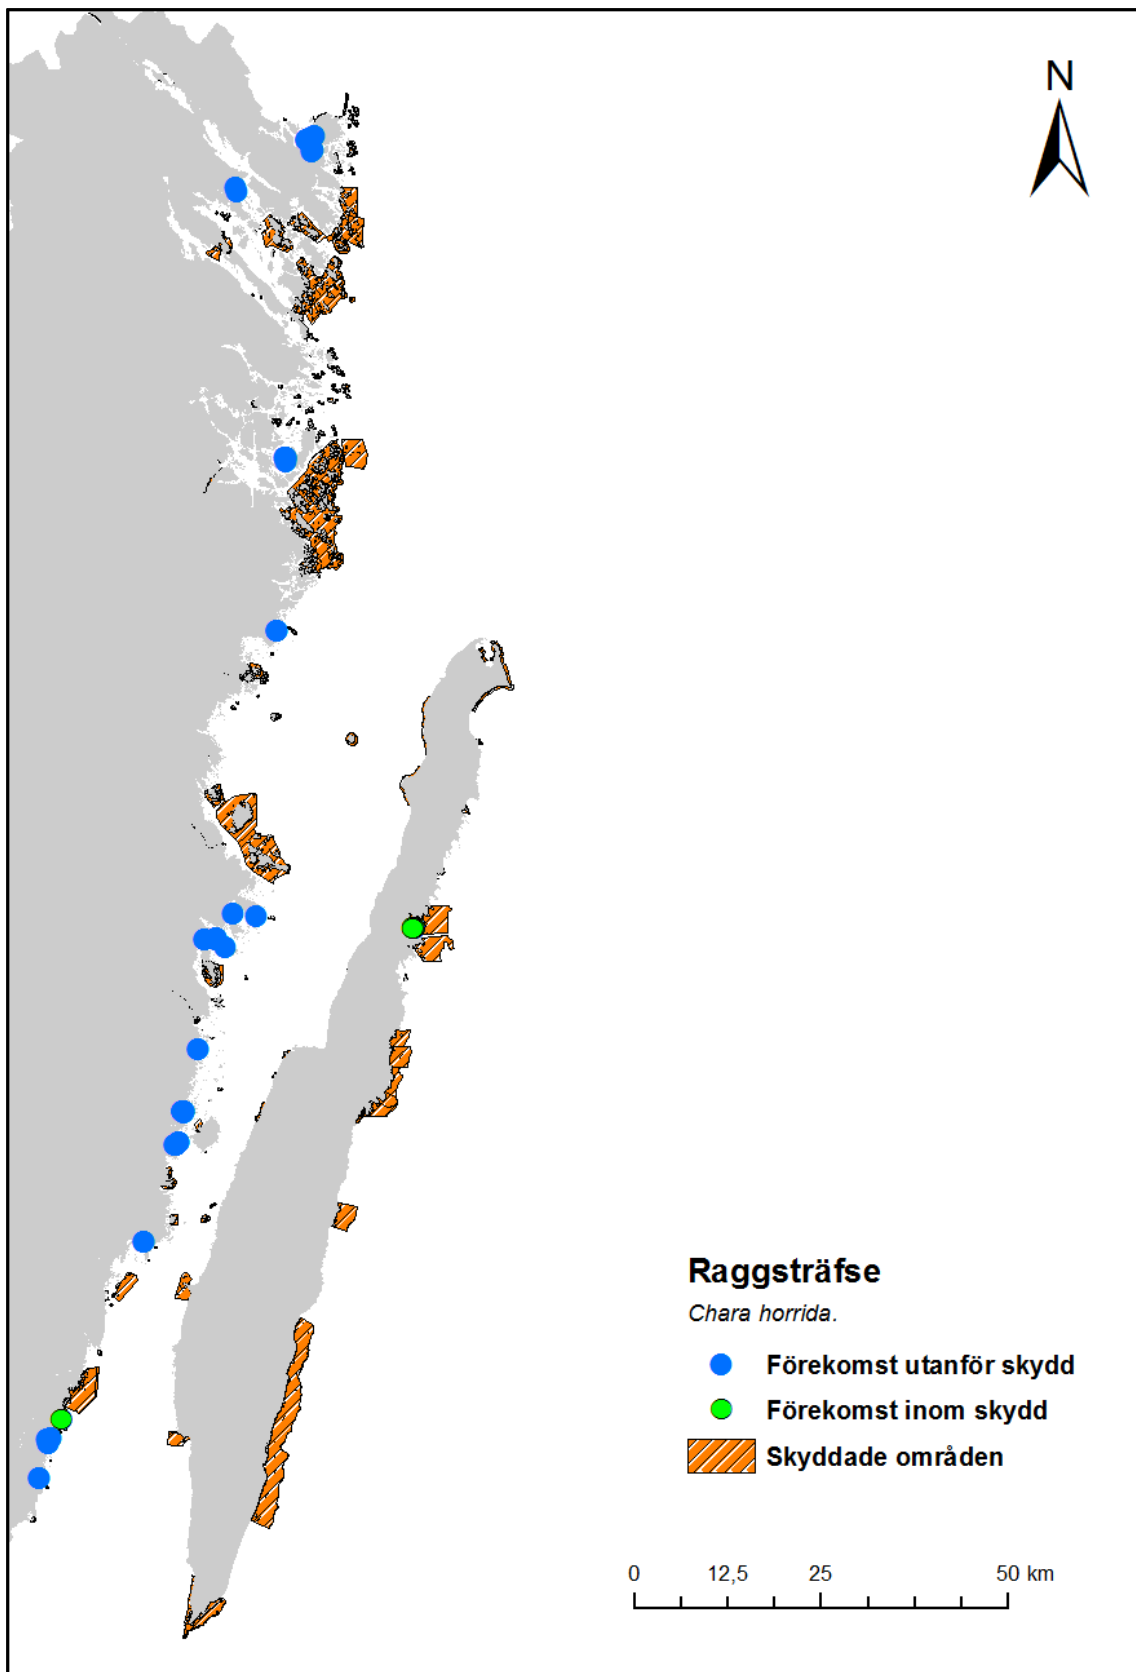 N
Raggsträfse
Chara horrida.
Förekomst utanför skydd
Förekomst inom skydd
Skyddade områden
0 12,5 25 50 km